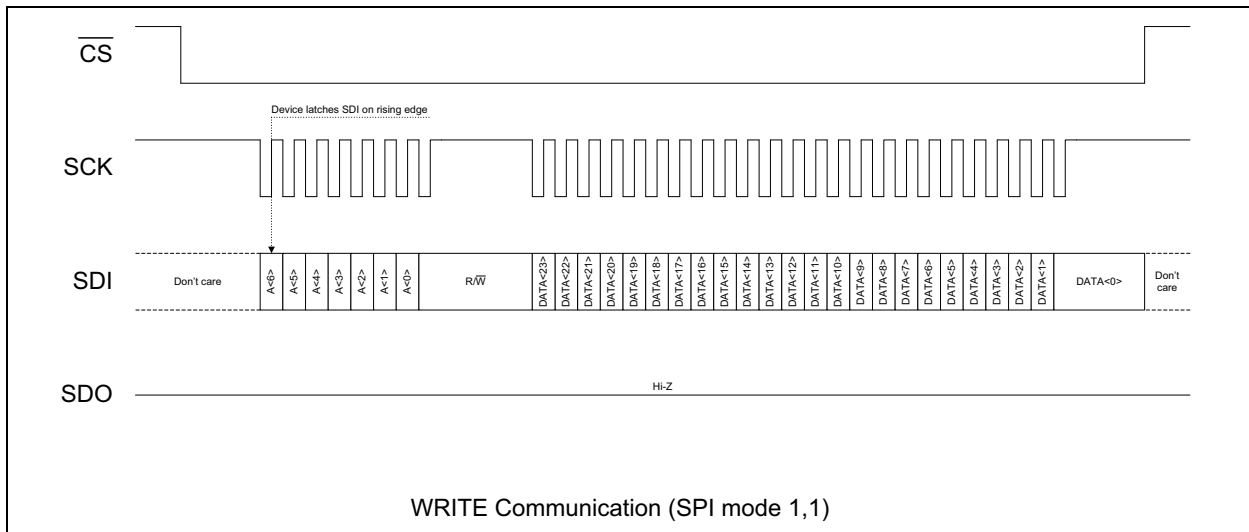 CS
Device latches SDI on rising edge
SCK
SDI
Don't care
A<6>
A<5>
A<4>
A<3>
A<2>
A<1>
A<0>
R/W
DATA<23>
DATA<22>
DATA<21>
DATA<20>
DATA<19>
DATA<18>
DATA<17>
DATA<16>
DATA<15>
DATA<14>
DATA<13>
DATA<12>
DATA<11>
DATA<10>
DATA<9>
DATA<8>
DATA<7>
DATA<6>
DATA<5>
DATA<4>
DATA<3>
DATA<2>
DATA<1>
DATA<0>
Don't
care
SDO
Hi-Z
WRITE Communication (SPI mode 1,1)